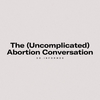 The (Uncomplicated)
Abortion Conversation